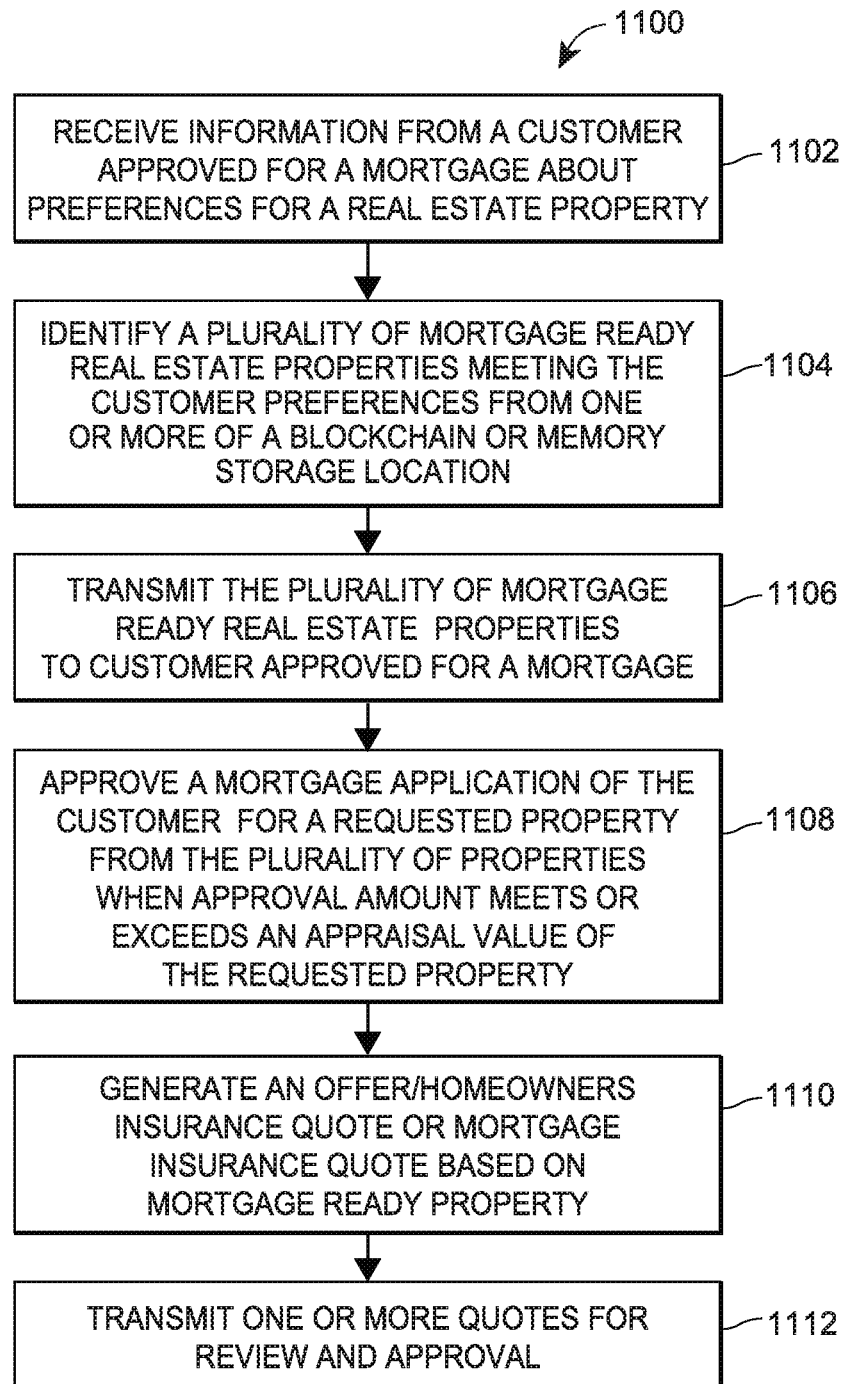 1100
RECEIVE INFORMATION FROM A CUSTOMER
APPROVED FOR A MORTGAGE ABOUT
PREFERENCES FOR A REAL ESTATE PROPERTY
1102
IDENTIFY A PLURALITY OF MORTGAGE READY
REAL ESTATE PROPERTIES MEETING THE
CUSTOMER PREFERENCES FROM ONE
OR MORE OF A BLOCKCHAIN OR MEMORY
STORAGE LOCATION
1104
TRANSMIT THE PLURALITY OF MORTGAGE
READY REAL ESTATE PROPERTIES
TO CUSTOMER APPROVED FOR A MORTGAGE
1106
APPROVE A MORTGAGE APPLICATION OF THE
CUSTOMER FOR A REQUESTED PROPERTY
FROM THE PLURALITY OF PROPERTIES
WHEN APPROVAL AMOUNT MEETS OR
EXCEEDS AN APPRAISAL VALUE OF
THE REQUESTED PROPERTY
1108
GENERATE AN OFFER/HOMEOWNERS
INSURANCE QUOTE OR MORTGAGE
INSURANCE QUOTE BASED ON
MORTGAGE READY PROPERTY
1110
TRANSMIT ONE OR MORE QUOTES FOR
REVIEW AND APPROVAL
1112